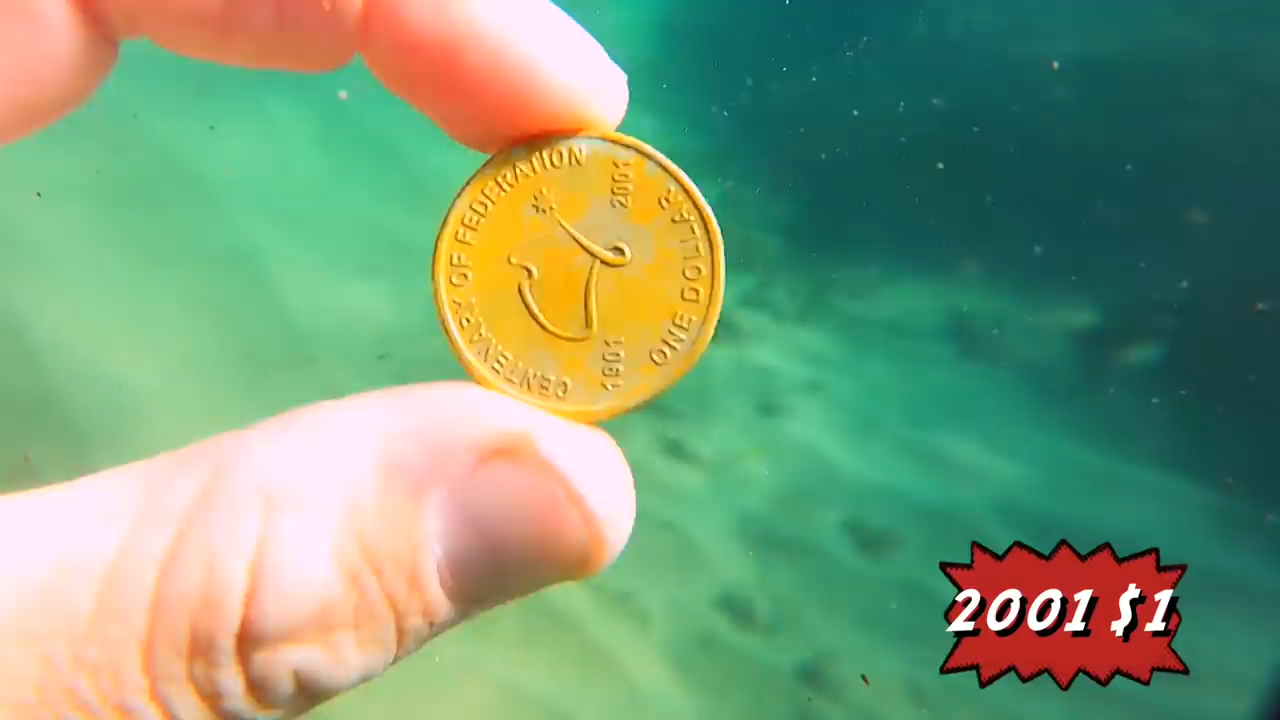 CENTENARY OF FEDERATION
1901
2001
ONE DOLLAR
2001 $1